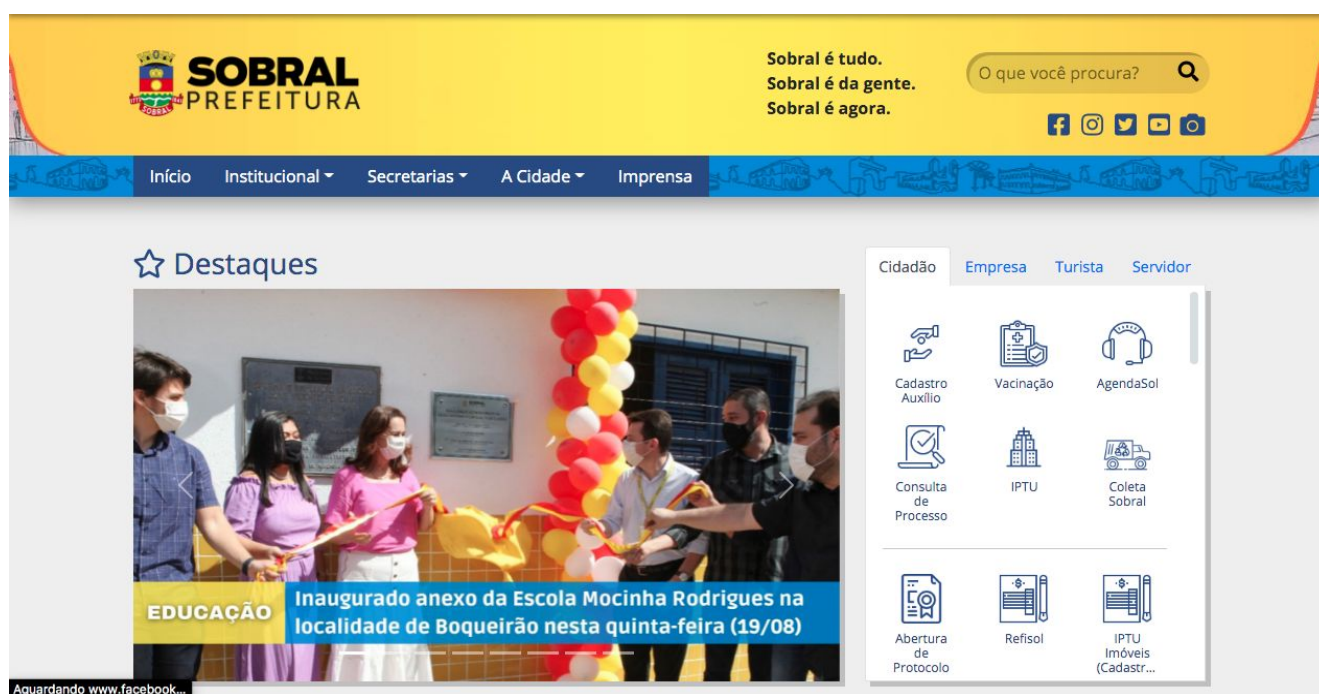 SOBRAL
PREFEITURA
SOBRAL
Sobral é tudo.
Sobral é da gente.
Sobral é agora.
O que você procura?
Início
Institucional
Secretarias
A Cidade
Imprensa
Destaques
EDUCAÇÃO
Inaugurado anexo da Escola Mocinha Rodrigues na
localidade de Boqueirão nesta quinta-feira (19/08)
Cidadão
Empresa
Turista
Servidor
Cadastro
Auxílio
Vacinação
AgendaSol
Consulta
de
Processo
IPTU
Coleta
Sobral
Abertura
de
Protocolo
Refisol
IPTU
Imóveis
(Cadastr...
Aguardando www.facebook...